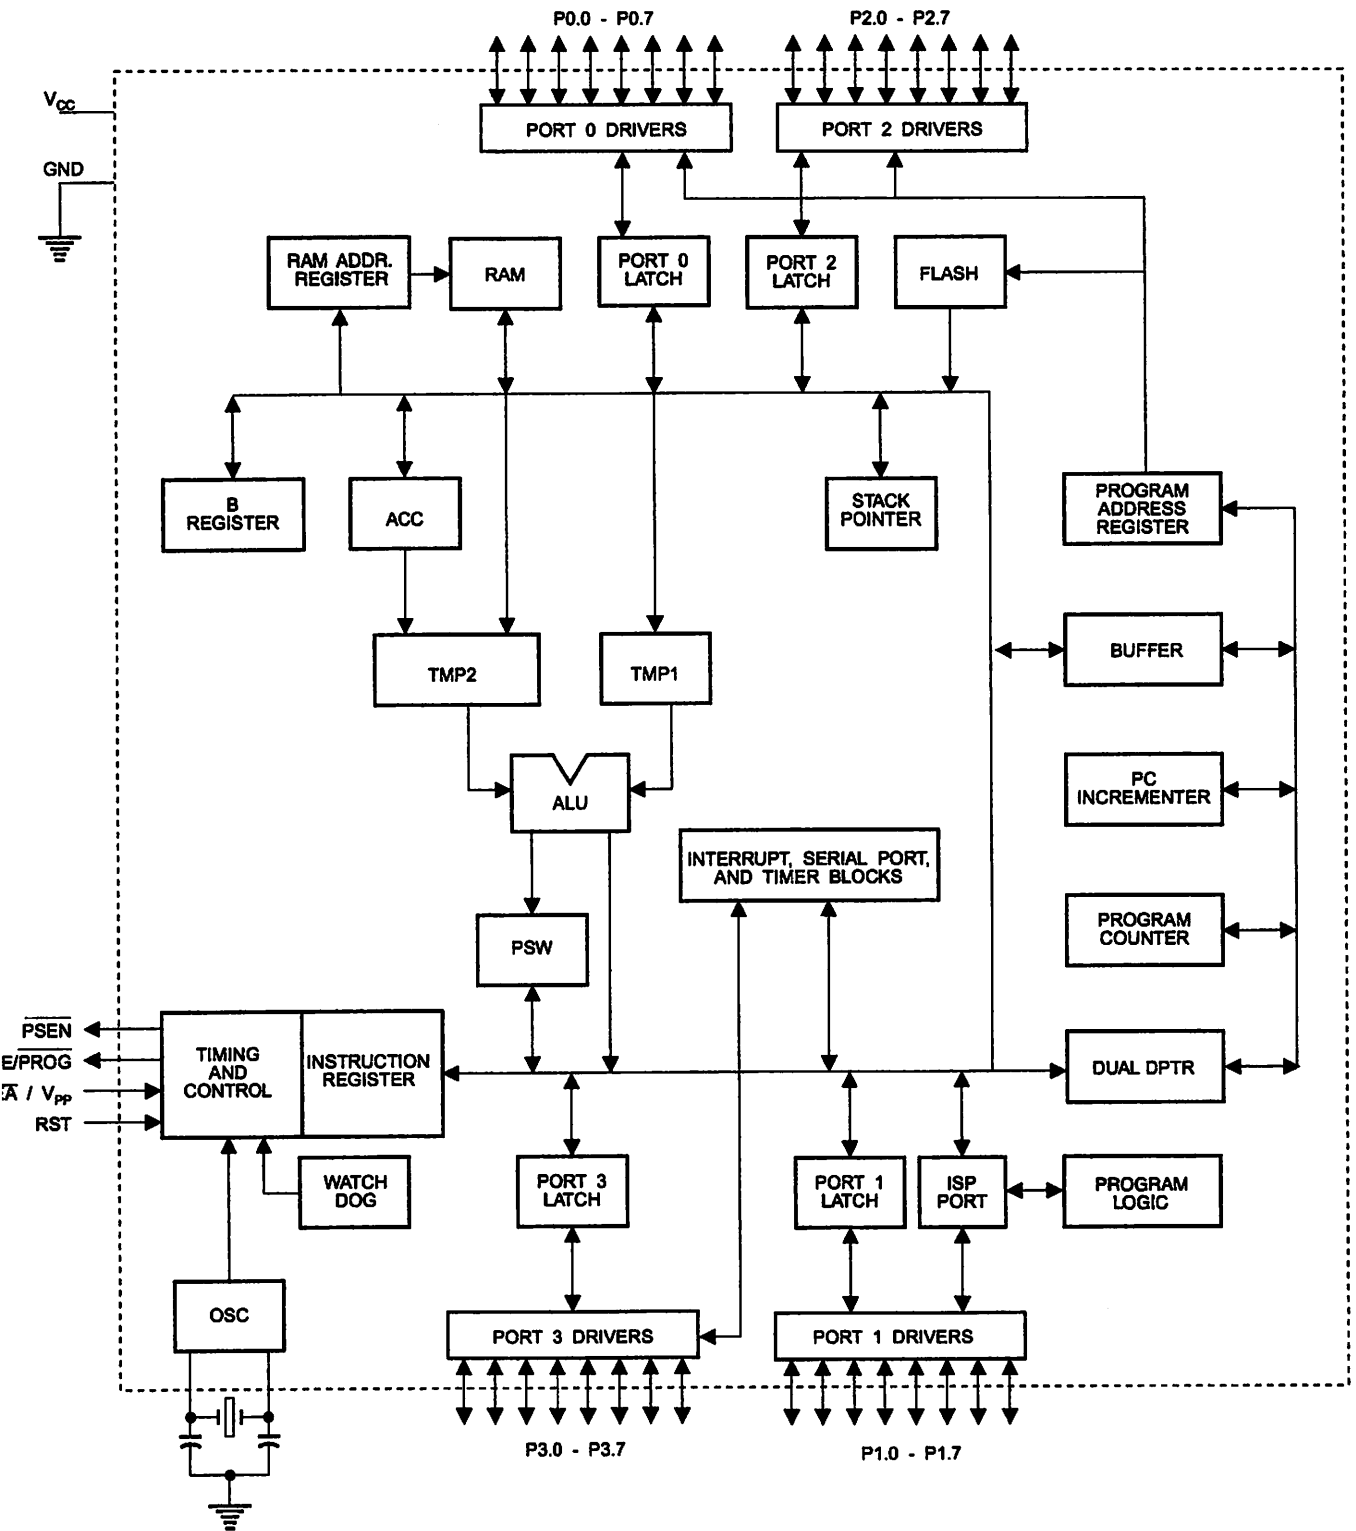 P0.0 - P0.7
P2.0 - P2.7
VCC
PORT 0 DRIVERS
PORT 2 DRIVERS
GND
RAM ADDR.
REGISTER
RAM
PORT 0
LATCH
PORT 2
LATCH
FLASH
B
REGISTER
ACC
STACK
POINTER
PROGRAM
ADDRESS
REGISTER
BUFFER
TMP2
TMP1
PC
INCREMENTER
ALU
INTERRUPT, SERIAL PORT,
AND TIMER BLOCKS
PROGRAM
COUNTER
PSW
PSEN
E/PROG
A / VPP
RST
TIMING
AND
CONTROL
INSTRUCTION
REGISTER
DUAL DPTR
WATCH
DOG
PORT 3
LATCH
PORT 1
LATCH
ISP
PORT
PROGRAM
LOGIC
OSC
PORT 3 DRIVERS
PORT 1 DRIVERS
P3.0 - P3.7
P1.0 - P1.7